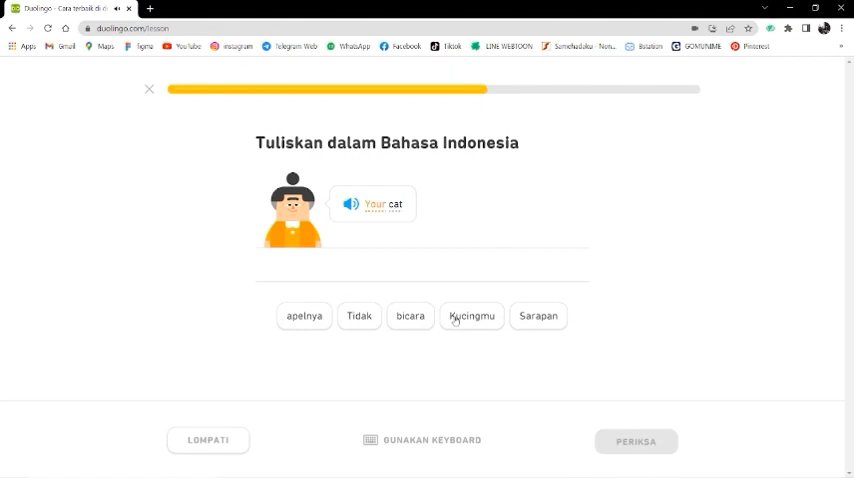 Duolingo - Cara terbaik di d
duolingo.com/lesson
Apps Gmail Maps figma YouTube instagram Telegram Web WhatsApp Facebook Tiktok LINE WEBTOON Samehadaku - Non... Bstation GOMUNIME Pinterest »
Tuliskan dalam Bahasa Indonesia
Your cat
apelnya Tidak bicara Kucingmu Sarapan
LOMPATI GUNAKAN KEYBOARD PERIKSA